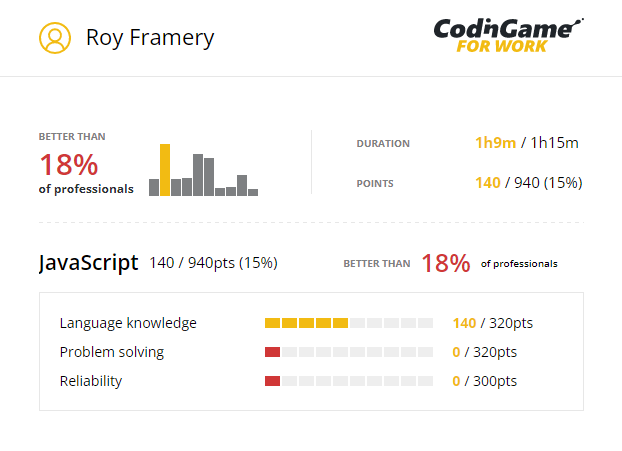 Roy Framery
CodinGame
FOR WORK
BETTER THAN
18%
of professionals
DURATION 1h9m / 1h15m
POINTS 140 / 940 (15%)
JavaScript 140 / 940pts (15%) BETTER THAN 18% of professionals
Language knowledge 140 / 320pts
Problem solving 0 / 320pts
Reliability 0 / 300pts